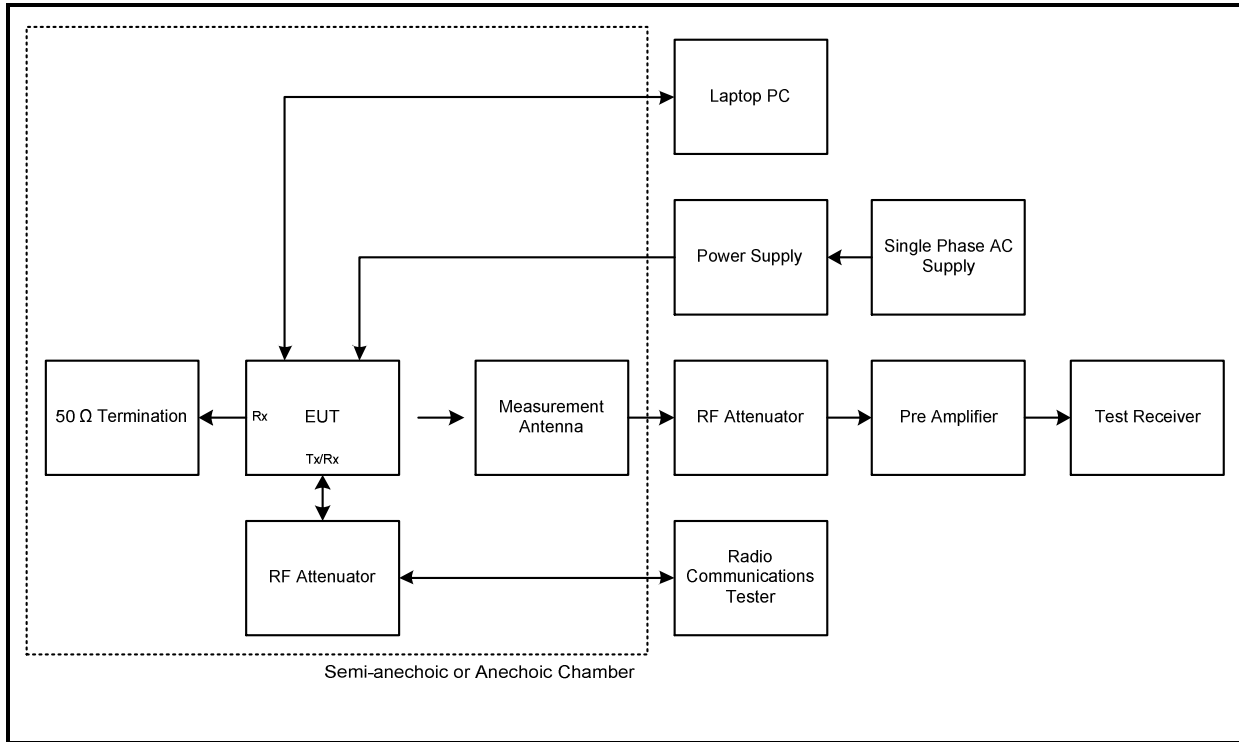 Laptop PC
Power Supply
Single Phase AC
Supply
50 Ω Termination
Rx
EUT
Tx/Rx
Measurement
Antenna
RF Attenuator
Pre Amplifier
Test Receiver
RF Attenuator
Radio
Communications
Tester
Semi-anechoic or Anechoic Chamber